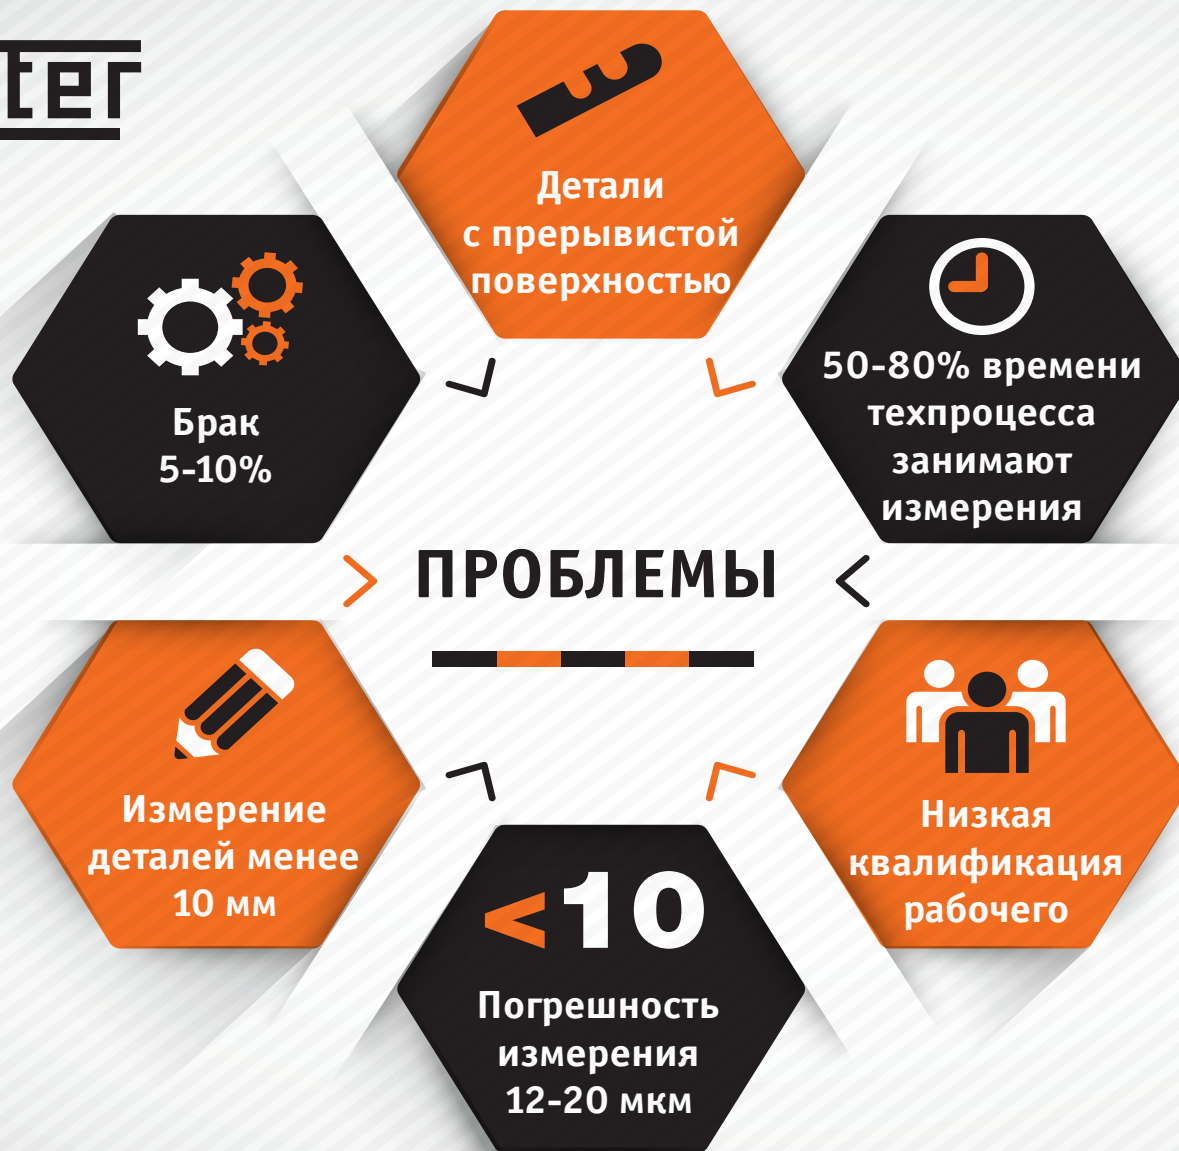 ter
Детали
с прерывистой
поверхностью
Брак
5-10%
50-80% времени
техпроцесса
занимают
измерения
ПРОБЛЕМЫ
Измерение
деталей менее
10 мм
Низкая
квалификация
рабочего
<10
Погрешность
измерения
12-20 мкм